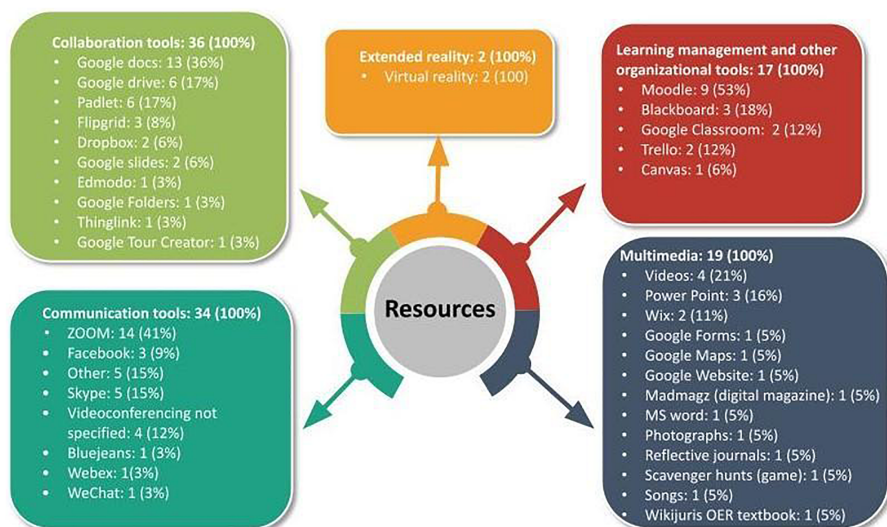 Collaboration tools: 36 (100%)
• Google docs: 13 (36%)
• Google drive: 6 (17%)
• Padlet: 6 (17%)
• Flipgrid: 3 (8%)
• Dropbox: 2 (6%)
• Google slides: 2 (6%)
• Edmodo: 1 (3%)
• Google Folders: 1 (3%)
• Thinglink: 1 (3%)
• Google Tour Creator: 1 (3%)
Extended reality: 2 (100%)
• Virtual reality: 2 (100)
Learning management and other
organizational tools: 17 (100%)
• Moodle: 9 (53%)
• Blackboard: 3 (18%)
• Google Classroom: 2 (12%)
• Trello: 2 (12%)
• Canvas: 1 (6%)
Resources
Communication tools: 34 (100%)
• ZOOM: 14 (41%)
• Facebook: 3 (9%)
• Other: 5 (15%)
• Skype: 5 (15%)
• Videoconferencing not
specified: 4 (12%)
• Bluejeans: 1 (3%)
• Webex: 1(3%)
• WeChat: 1 (3%)
Multimedia: 19 (100%)
• Videos: 4 (21%)
• Power Point: 3 (16%)
• Wix: 2 (11%)
• Google Forms: 1 (5%)
• Google Maps: 1 (5%)
• Google Website: 1 (5%)
• Madmagz (digital magazine): 1 (5%)
• MS word: 1 (5%)
• Photographs: 1 (5%)
• Reflective journals: 1 (5%)
• Scavenger hunts (game): 1 (5%)
• Songs: 1 (5%)
• Wikijuris OER textbook: 1 (5%)